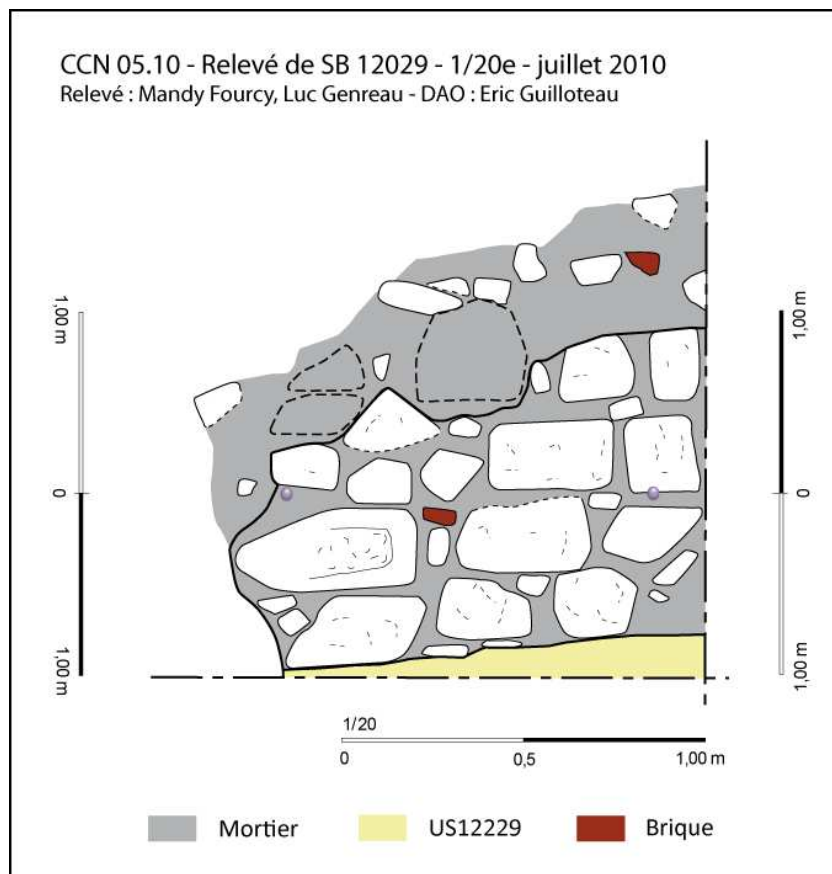 CCN 05.10 - Relevé de SB 12029 - 1/20e - juillet 2010
Relevé : Mandy Fourcy, Luc Genreau - DAO : Eric Guilloteau
1,00 m
0
1,00 m
1,00 m
0
1,00 m
1/20
0 0,5 1,00 m
Mortier US12229 Brique